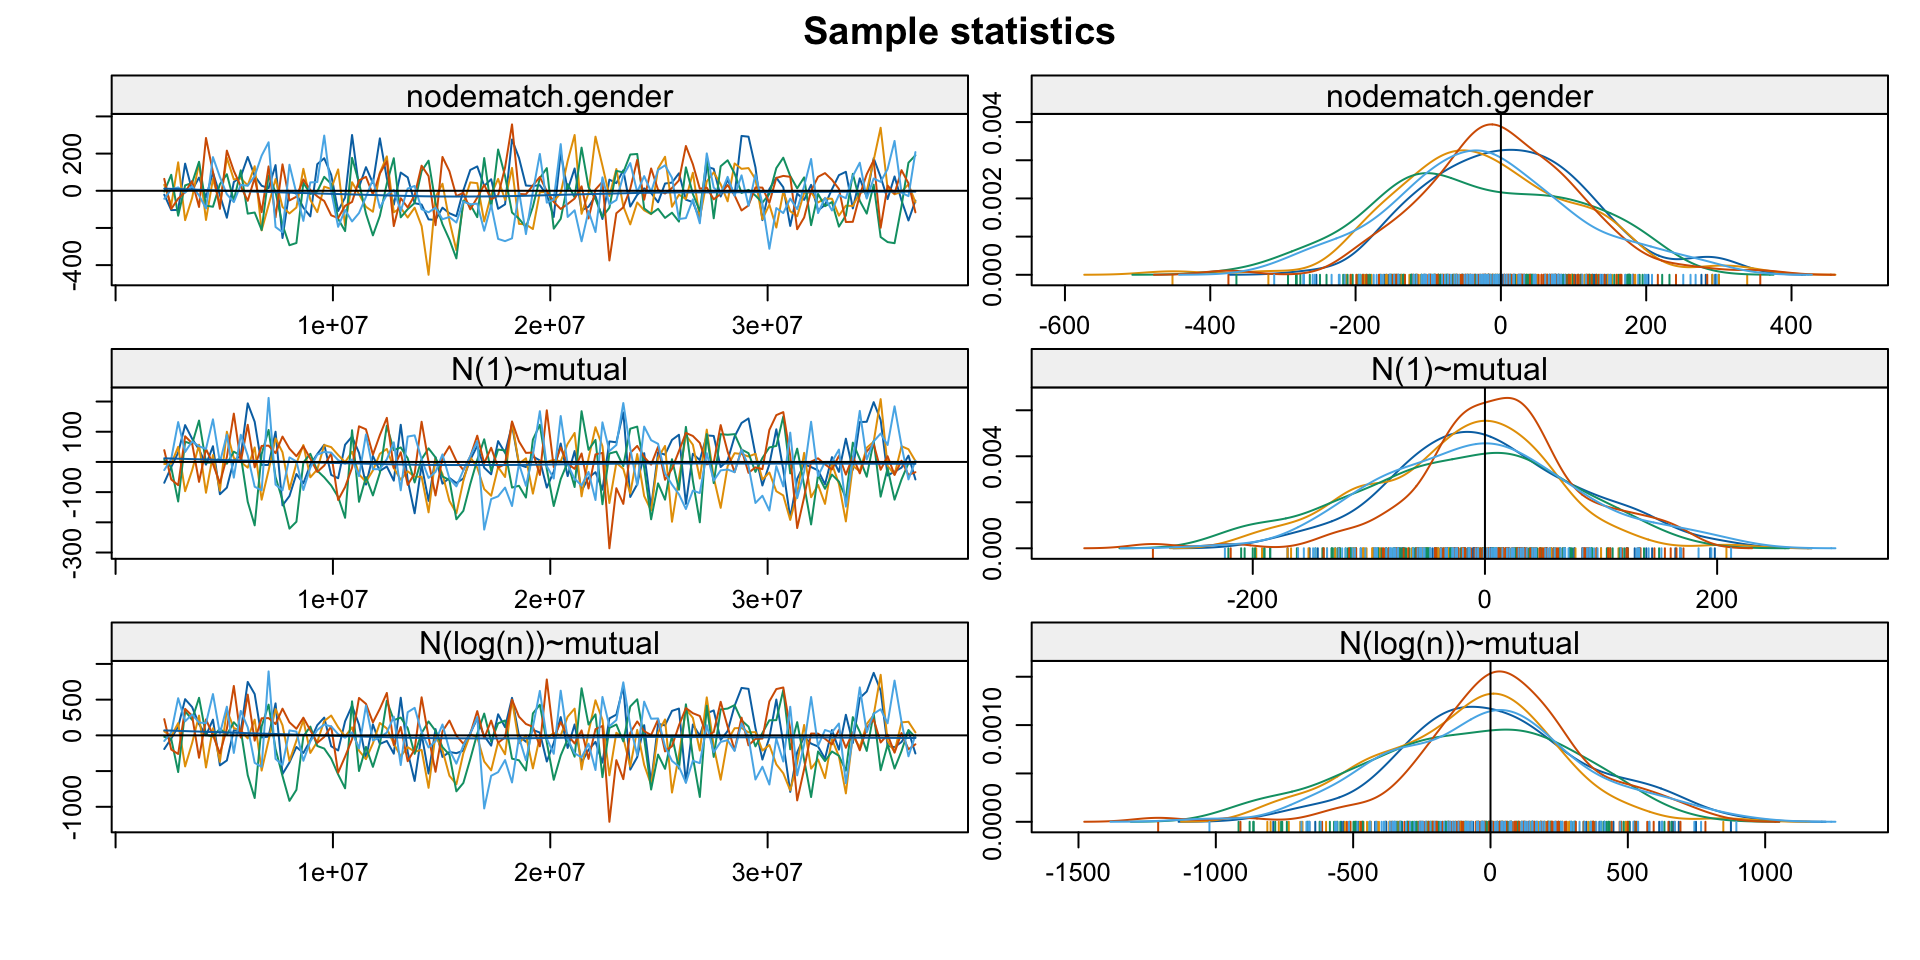 Sample statistics
nodematch.gender
nodematch.gender
-400 0 200
1e+07 2e+07 3e+07
0.000 0.002 0.004
-600 -400 -200 0 200 400
N(1)~mutual
N(1)~mutual
-300 -100 100
1e+07 2e+07 3e+07
0.000 0.004
-200 0 200
N(log(n))~mutual
N(log(n))~mutual
-1000 0 500
1e+07 2e+07 3e+07
0.0000 0.0010
-1500 -1000 -500 0 500 1000